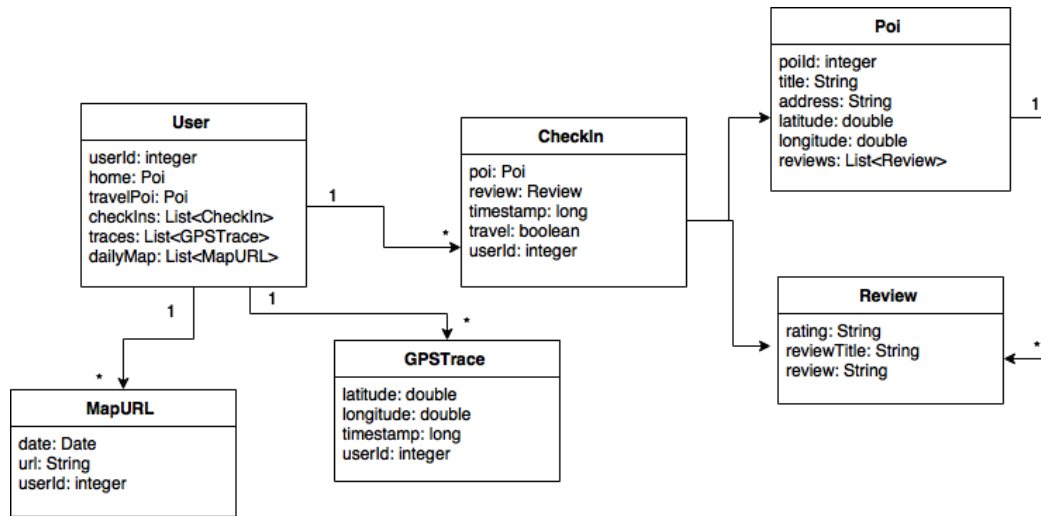 Poi
poiId: integer
title: String
address: String
latitude: double
longitude: double
reviews: List<Review>
1
User
userId: integer
home: Poi
travelPoi: Poi
checkIns: List<CheckIn>
traces: List<GPSTrace>
dailyMap: List<MapURL>
1
*
CheckIn
poi: Poi
review: Review
timestamp: long
travel: boolean
userId: integer
1
*
1
*
Review
rating: String
reviewTitle: String
review: String
*
GPSTrace
latitude: double
longitude: double
timestamp: long
userId: integer
MapURL
date: Date
url: String
userId: integer